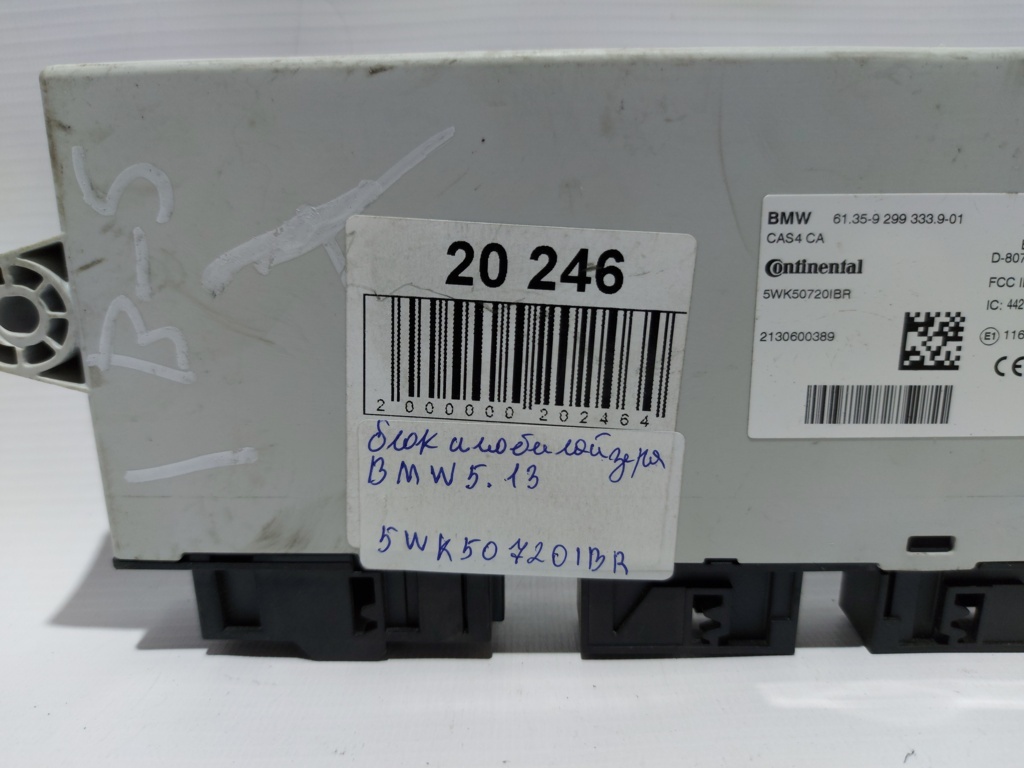 B-5
20 246
2 000000 202464
блок имобилайзера
BMW 5. 13
5WK50720IBR
BMW 61.35-9 299 333.9-01
CAS4 CA
Continental
5WK50720IBR
2130600389
D-807
FCC I
IC: 442
E1 116
CE